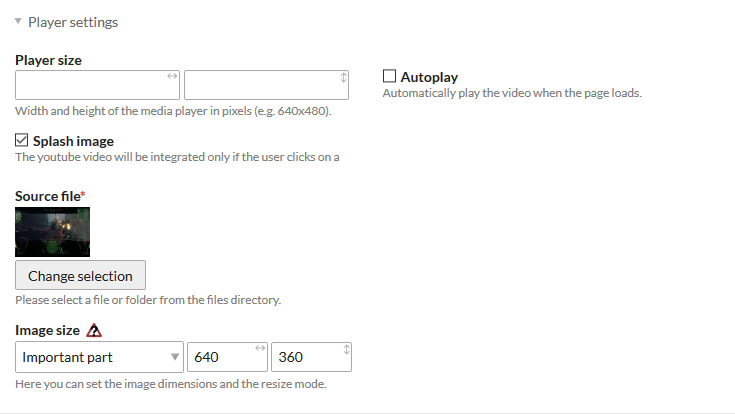 Player settings
Player size
Width and height of the media player in pixels (e.g. 640x480).
Autoplay
Automatically play the video when the page loads.
Splash image
The youtube video will be integrated only if the user clicks on a
Source file*
Change selection
Please select a file or folder from the files directory.
Image size
Important part 640 360
Here you can set the image dimensions and the resize mode.